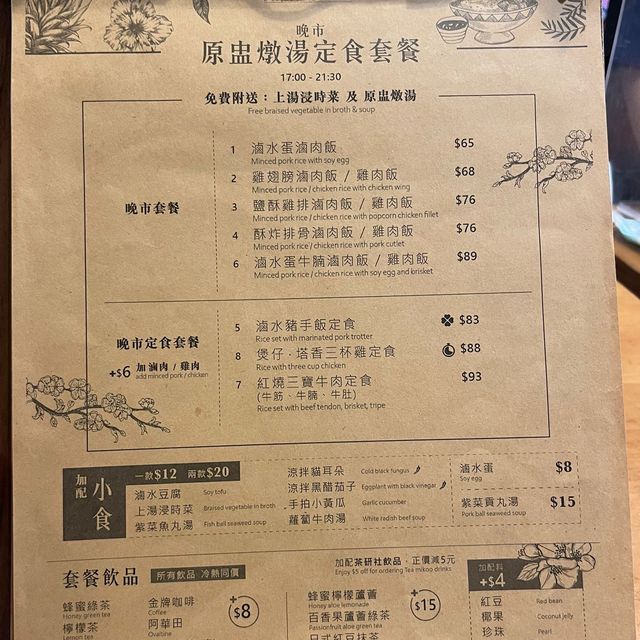 晚市
原盅燉湯定食套餐
17:00 - 21:30
免費附送：上湯浸時菜 及 原盅燉湯
Free braised vegetable in broth & soup
晚市套餐
1 滷水蛋滷肉飯 $65
Minced pork rice with soy egg
2 雞翅膀滷肉飯 / 雞肉飯 $68
Minced pork rice / chicken rice with chicken wing
3 鹽酥雞排滷肉飯 / 雞肉飯 $76
Minced pork rice / chicken rice with popcorn chicken fillet
4 酥炸排骨滷肉飯 / 雞肉飯 $76
Minced pork rice / chicken rice with pork cutlet
6 滷水蛋牛腩滷肉飯 / 雞肉飯 $89
Minced pork rice / chicken rice with soy egg and brisket
晚市定食套餐
+$6 加滷肉 / 雞肉
add minced pork / chicken
5 滷水豬手飯定食 $83
Rice set with marinated pork trotter
8 煲仔．塔香三杯雞定食 $88
Rice with three cup chicken
7 紅燒三寶牛肉定食 $93
(牛筋、牛腩、牛肚)
Rice set with beef tendon, brisket, tripe
加配小食
一款$12 兩款$20
滷水豆腐 Soy tofu
上湯浸時菜 Braised vegetable in broth
紫菜魚丸湯 Fish ball seaweed soup
涼拌貓耳朵 Cold black fungus
涼拌黑醋茄子 Eggplant with black vinegar
手拍小黃瓜 Garlic cucumber
蘿蔔牛肉湯 White radish beef soup
滷水蛋 $8
Soy egg
紫菜貢丸湯 $15
Pork ball seaweed soup
套餐飲品 所有飲品 冷熱同價
加配茶研社飲品，正價減5元
Enjoy $5 off for ordering Tea mikoo drinks
蜂蜜綠茶
Honey green tea
檸檬茶
Lemon tea
金牌咖啡
Coffee
阿華田
Ovaltine
+$8
蜂蜜檸檬蘆薈
Honey aloe lemonade
百香果蘆薈綠茶
Passionfruit aloe green tea
日式紅豆抹茶
+$15
加配料
+$4
紅豆 Red bean
椰果 Coconut jelly
珍珠 Pearl